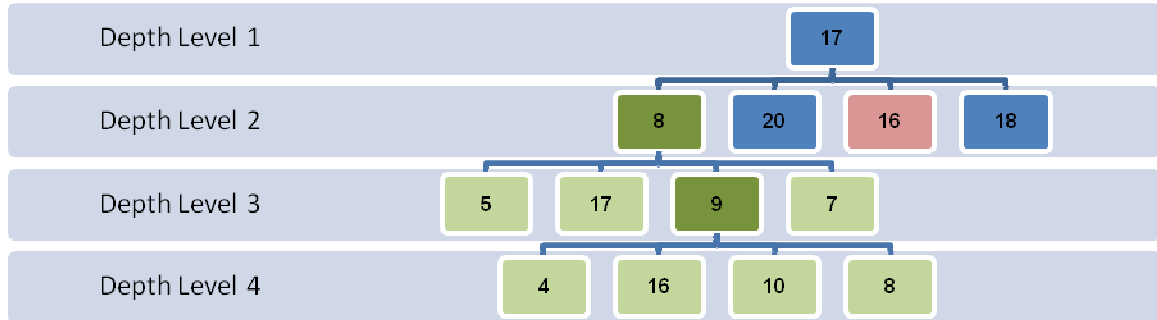 Depth Level 1
17
Depth Level 2
8 20 16 18
Depth Level 3
5 17 9 7
Depth Level 4
4 16 10 8